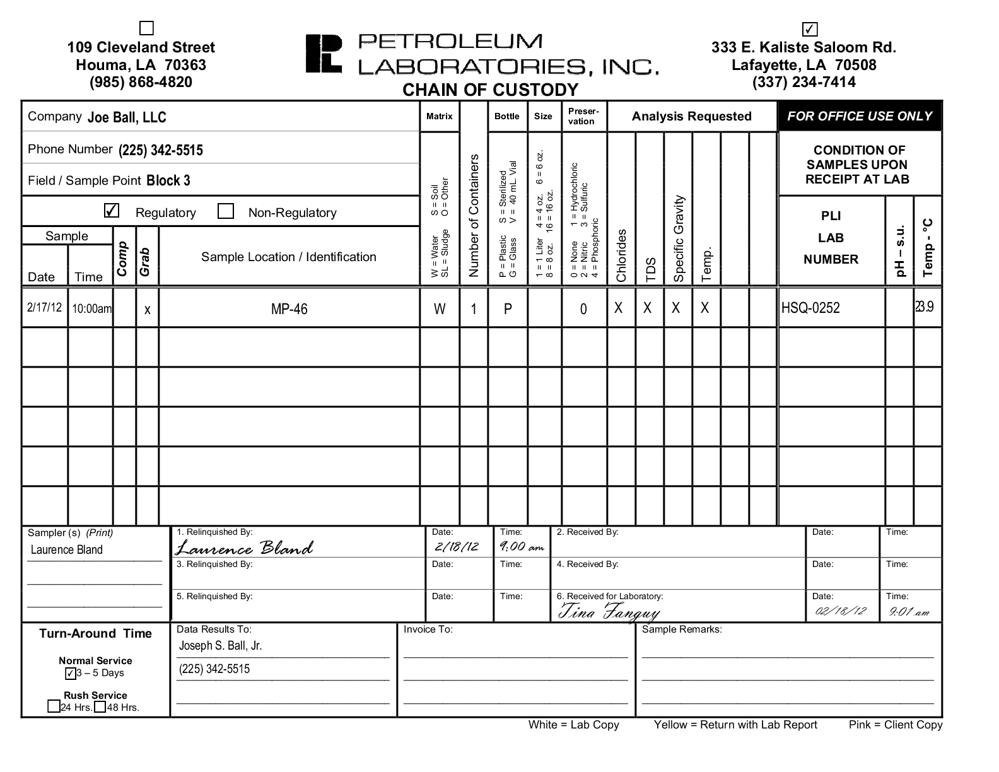 109 Cleveland Street
Houma, LA 70363
(985) 868-4820
PETROLEUM
LABORATORIES, INC.
CHAIN OF CUSTODY
333 E. Kaliste Saloom Rd.
Lafayette, LA 70508
(337) 234-7414
Company Joe Ball, LLC
Phone Number (225) 342-5515
Field / Sample Point Block 3
Regulatory Non-Regulatory
Sample
Date Time
Comp
Grab
Sample Location / Identification
Matrix
W = Water S = Soil
SL = Sludge O = Other
Number of Containers
Bottle
P = Plastic S = Sterilized
G = Glass V = 40 mL. Vial
Size
1 = 1 Liter 4 = 4 oz. 6 = 6 oz.
8 = 8 oz. 16 = 16 oz.
Preser-
vation
0 = None 1 = Hydrochloric
2 = Nitric 3 = Sulfuric
4 = Phosphoric
Analysis Requested
Chlorides
TDS
Specific Gravity
Temp.
FOR OFFICE USE ONLY
CONDITION OF
SAMPLES UPON
RECEIPT AT LAB
PLI
LAB
NUMBER
pH – s.u.
Temp - °C
2/17/12 10:00am x MP-46 W 1 P 0 X X X X HSQ-0252 23.9
Sampler (s) (Print)
Laurence Bland
1. Relinquished By: Date: Time: 2. Received By: Date: Time:
Laurence Bland 2/18/12 9:00 am
3. Relinquished By: Date: Time: 4. Received By: Date: Time:
5. Relinquished By: Date: Time: 6. Received for Laboratory: Date: Time:
Tina Fanguy 02/18/12 9:01 am
Turn-Around Time
Normal Service
3 – 5 Days
Rush Service
24 Hrs. 48 Hrs.
Data Results To:
Joseph S. Ball, Jr.
(225) 342-5515
Invoice To:
Sample Remarks:
White = Lab Copy Yellow = Return with Lab Report Pink = Client Copy